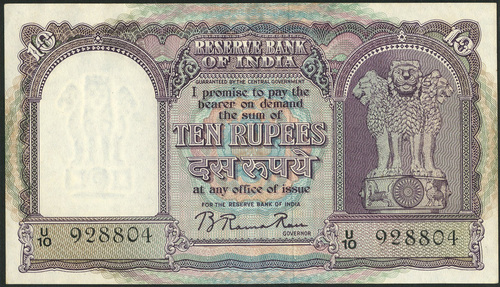 10 10
RESERVE BANK
OF INDIA
GUARANTEED BY THE CENTRAL GOVERNMENT
I promise to pay the
bearer on demand
the sum of
TEN RUPEES
दस रूपये
at any office of issue
FOR THE RESERVE BANK OF INDIA
B. Rama Rau
GOVERNOR
U/10 928804
U/10 928804